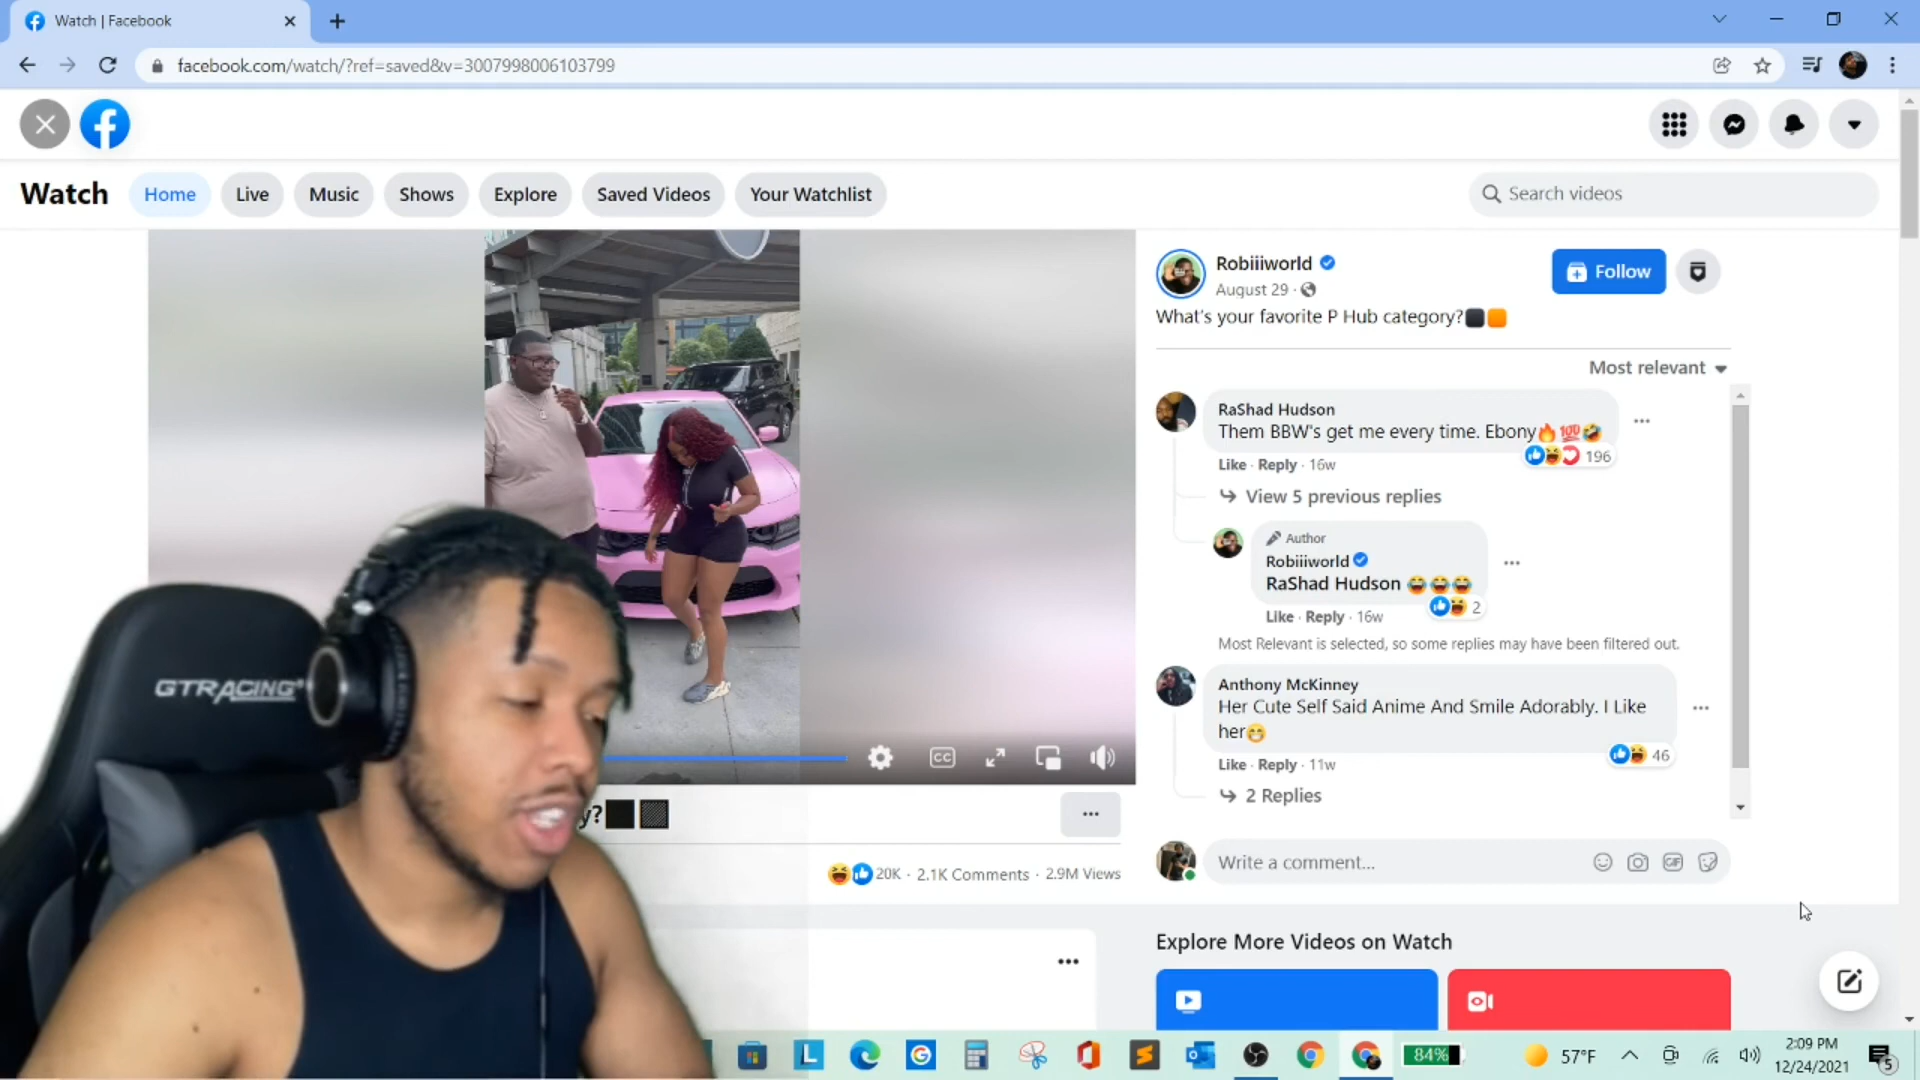 Watch | Facebook
facebook.com/watch/?ref=saved&v=3007998006103799
Watch
Home
Live
Music
Shows
Explore
Saved Videos
Your Watchlist
Search videos
Robiiiworld
Follow
August 29 ·
What's your favorite P Hub category?
Most relevant
RaShad Hudson
Them BBW's get me every time. Ebony
196
Like · Reply · 16w
View 5 previous replies
Author
Robiiiworld
RaShad Hudson
2
Like · Reply · 16w
Most Relevant is selected, so some replies may have been filtered out.
Anthony McKinney
Her Cute Self Said Anime And Smile Adorably. I Like
her
46
Like · Reply · 11w
2 Replies
Write a comment...
GIF
CC
y?
20K · 2.1K Comments · 2.9M Views
Explore More Videos on Watch
GTRACING
84%
57°F
2:09 PM
12/24/2021
5